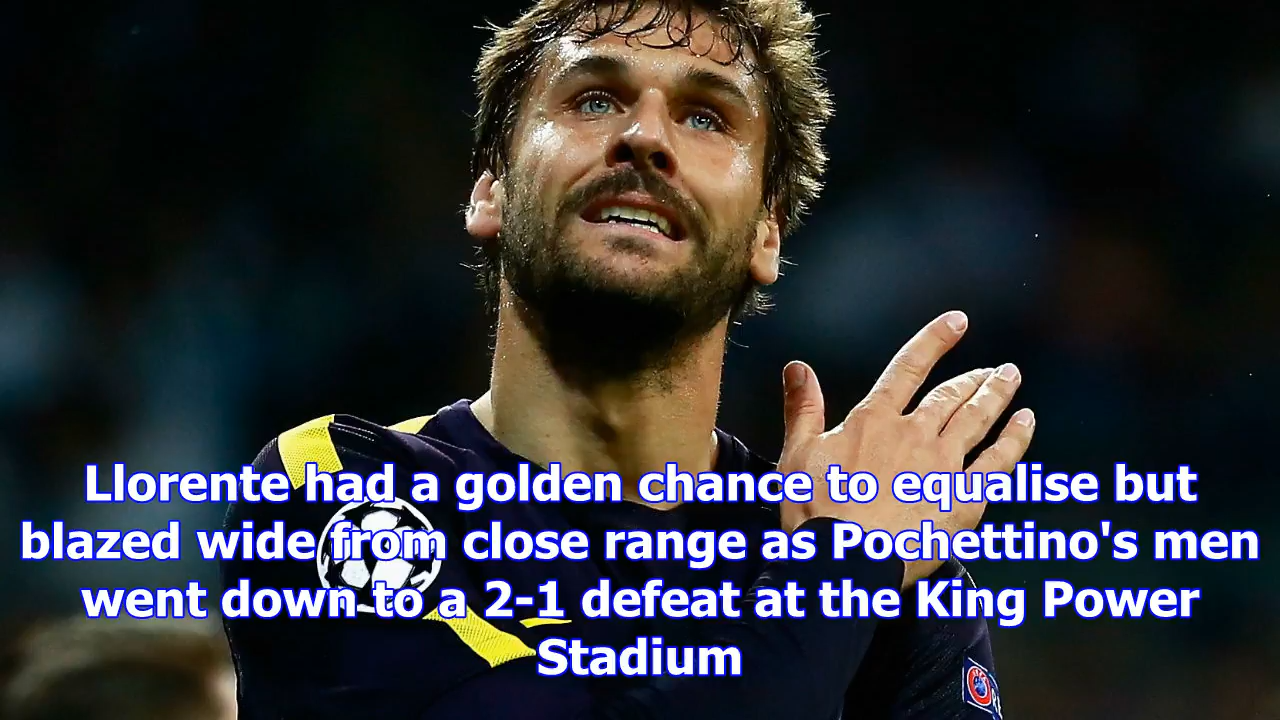 Llorente had a golden chance to equalise but
blazed wide from close range as Pochettino's men
went down to a 2-1 defeat at the King Power
Stadium